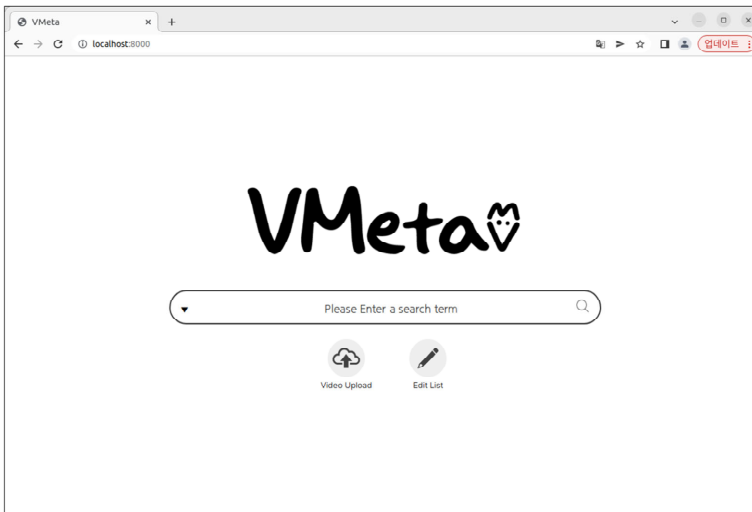 VMeta
localhost:8000
업데이트
VMeta
Please Enter a search term
Video Upload
Edit List